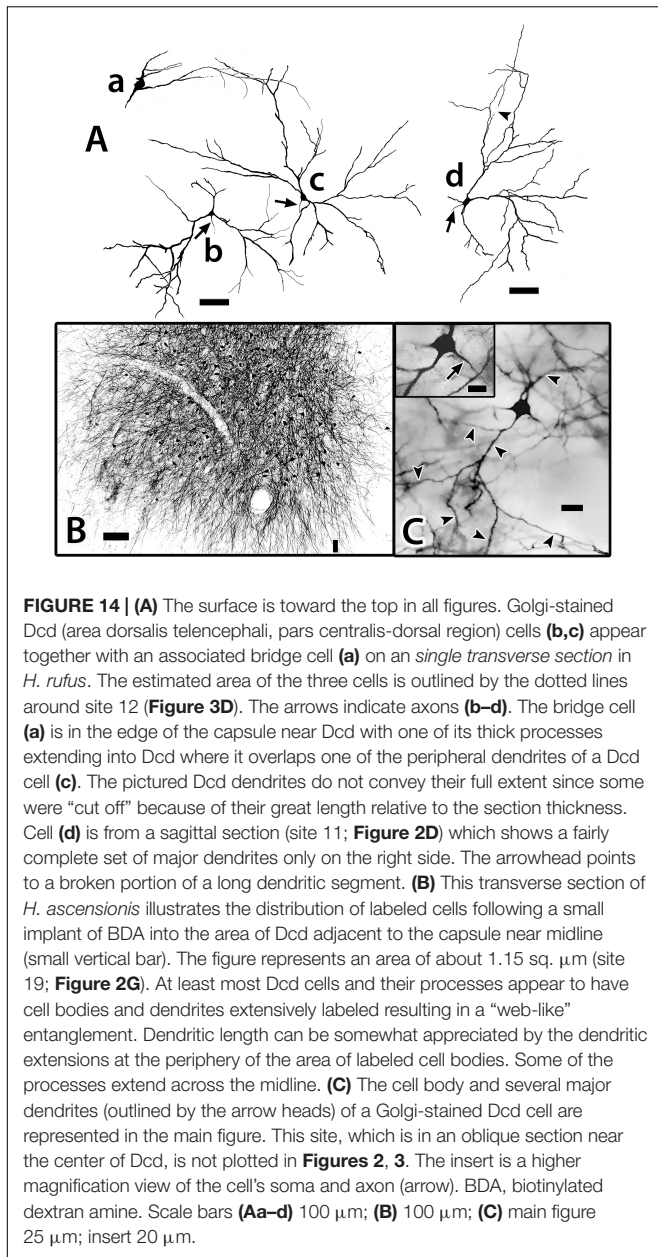 a
A
c
d
b
B
C
FIGURE 14 | (A) The surface is toward the top in all figures. Golgi-stained
Dcd (area dorsalis telencephali, pars centralis-dorsal region) cells (b,c) appear
together with an associated bridge cell (a) on an single transverse section in
H. rufus. The estimated area of the three cells is outlined by the dotted lines
around site 12 (Figure 3D). The arrows indicate axons (b–d). The bridge cell
(a) is in the edge of the capsule near Dcd with one of its thick processes
extending into Dcd where it overlaps one of the peripheral dendrites of a Dcd
cell (c). The pictured Dcd dendrites do not convey their full extent since some
were “cut off” because of their great length relative to the section thickness.
Cell (d) is from a sagittal section (site 11; Figure 2D) which shows a fairly
complete set of major dendrites only on the right side. The arrowhead points
to a broken portion of a long dendritic segment. (B) This transverse section of
H. ascensionis illustrates the distribution of labeled cells following a small
implant of BDA into the area of Dcd adjacent to the capsule near midline
(small vertical bar). The figure represents an area of about 1.15 sq. μm (site
19; Figure 2G). At least most Dcd cells and their processes appear to have
cell bodies and dendrites extensively labeled resulting in a “web-like”
entanglement. Dendritic length can be somewhat appreciated by the dendritic
extensions at the periphery of the area of labeled cell bodies. Some of the
processes extend across the midline. (C) The cell body and several major
dendrites (outlined by the arrow heads) of a Golgi-stained Dcd cell are
represented in the main figure. This site, which is in an oblique section near
the center of Dcd, is not plotted in Figures 2, 3. The insert is a higher
magnification view of the cell’s soma and axon (arrow). BDA, biotinylated
dextran amine. Scale bars (Aa–d) 100 μm; (B) 100 μm; (C) main figure
25 μm; insert 20 μm.